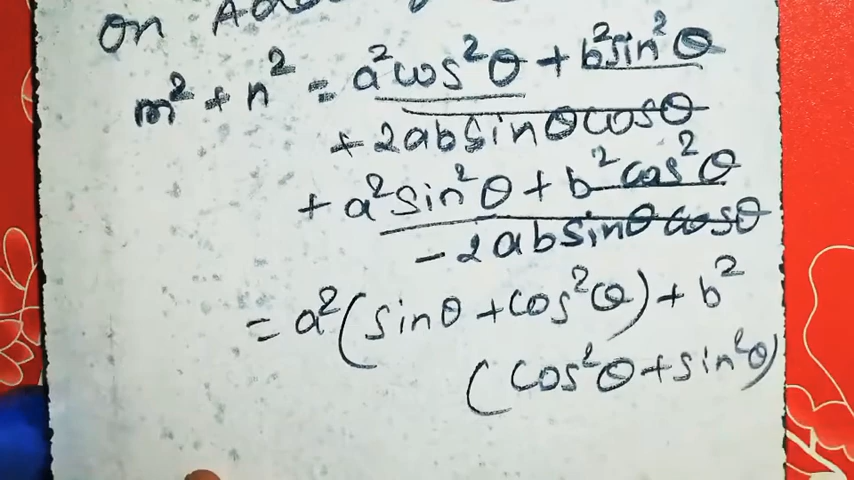 on
m² + n² = a²cos²θ + b²sin²θ
+ 2absinθcosθ
+ a²sin²θ + b²cos²θ
- 2absinθcosθ
= a²(sinθ + cos²θ) + b²
(cos²θ + sin²θ)